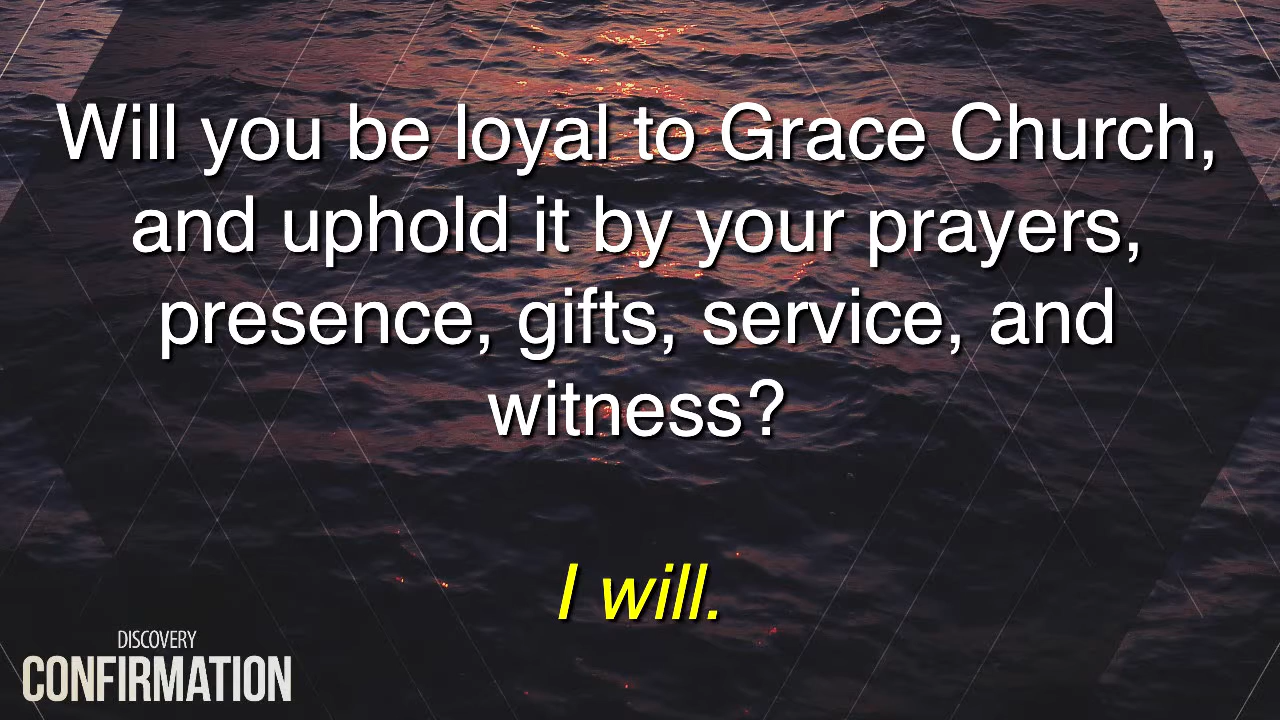 Will you be loyal to Grace Church,
and uphold it by your prayers,
presence, gifts, service, and
witness?
I will.
DISCOVERY
CONFIRMATION